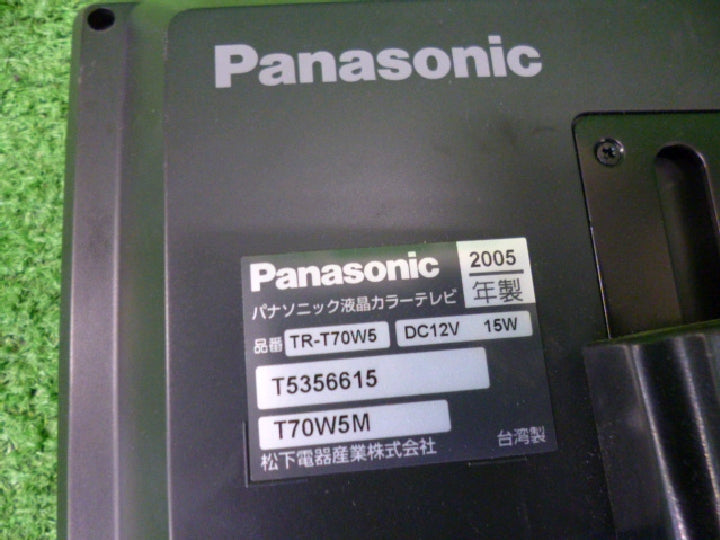 Panasonic
Panasonic 2005
年製
パナソニック液晶カラーテレビ
品番 TR-T70W5 DC12V 15W
T5356615
T70W5M
松下電器産業株式会社 台湾製